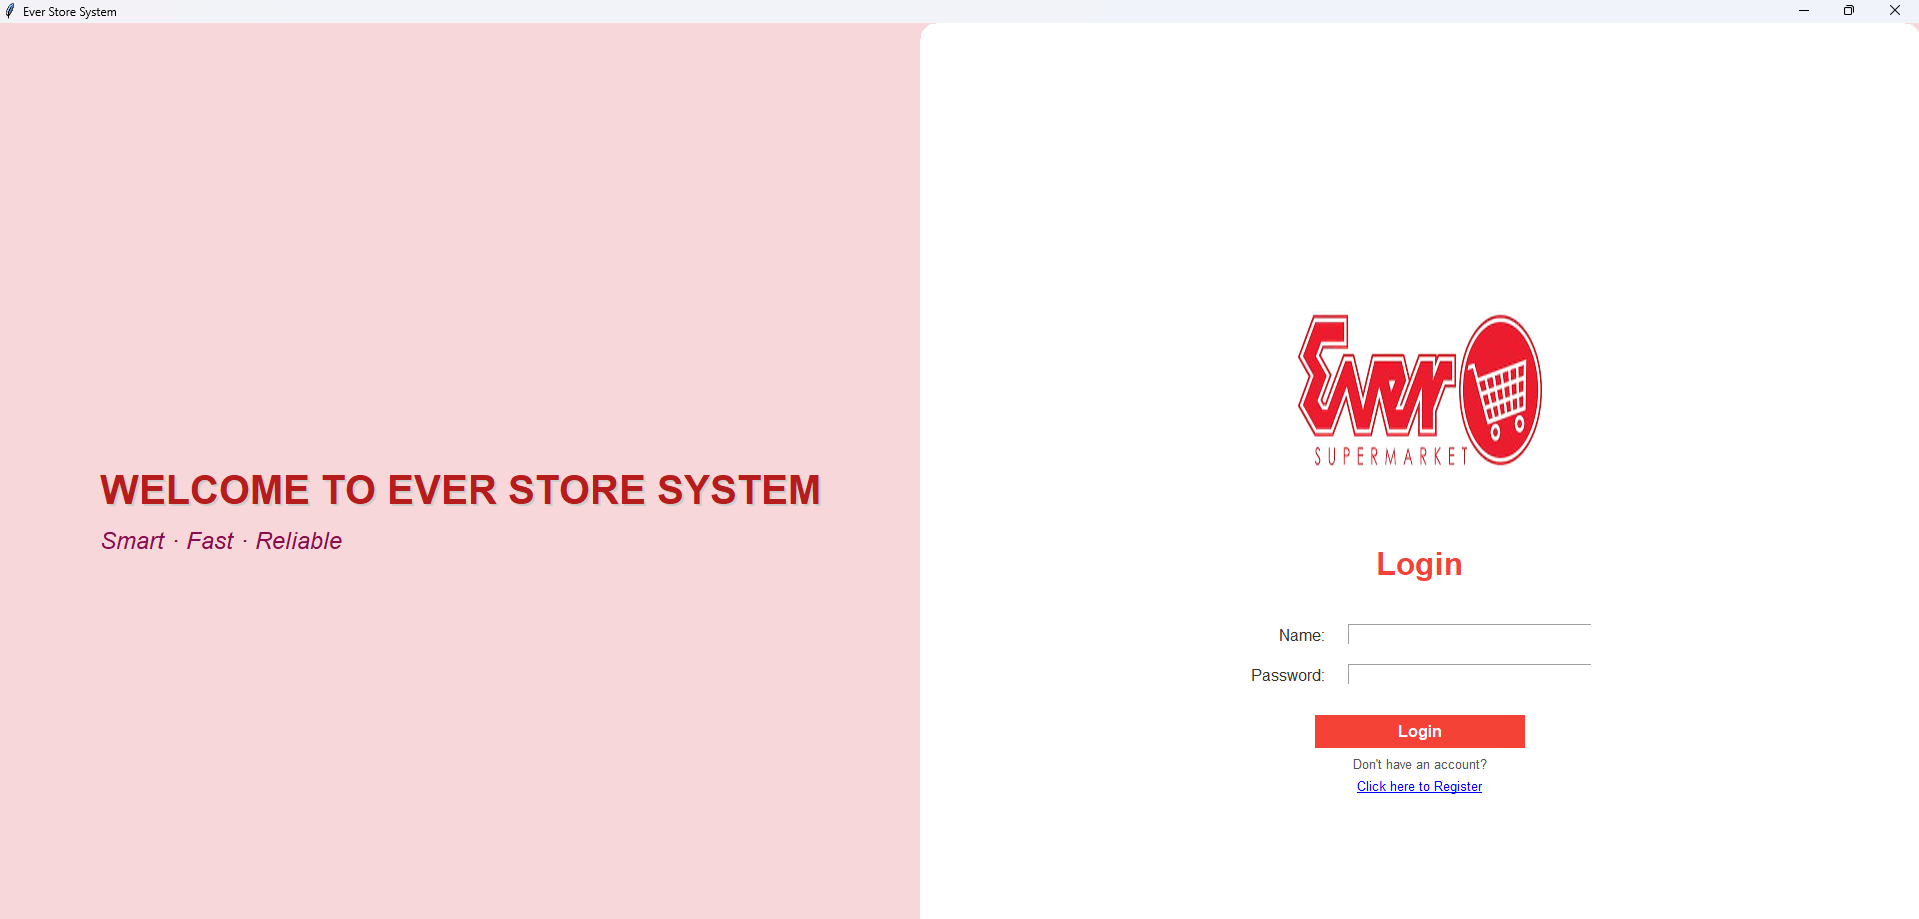 Ever Store System
WELCOME TO EVER STORE SYSTEM
Smart · Fast · Reliable
Ever
SUPERMARKET
Login
Name:
Password:
Login
Don't have an account?
Click here to Register